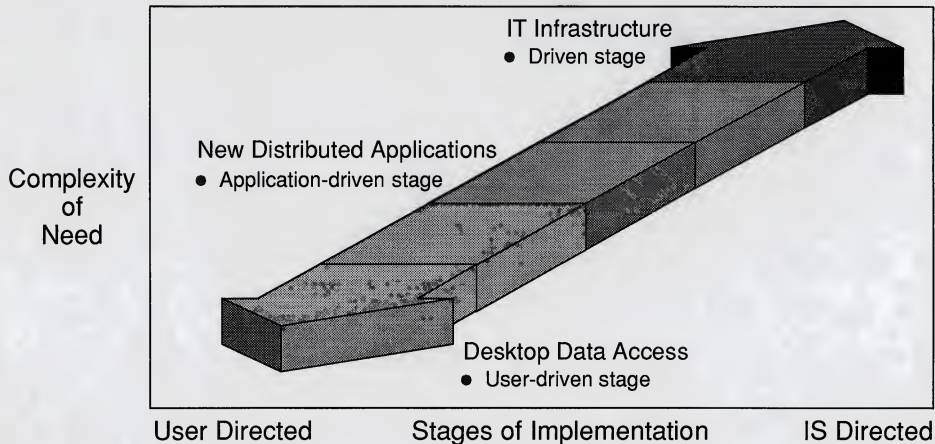 IT Infrastructure
● Driven stage
New Distributed Applications
● Application-driven stage
Complexity
of
Need
Desktop Data Access
● User-driven stage
User Directed Stages of Implementation IS Directed